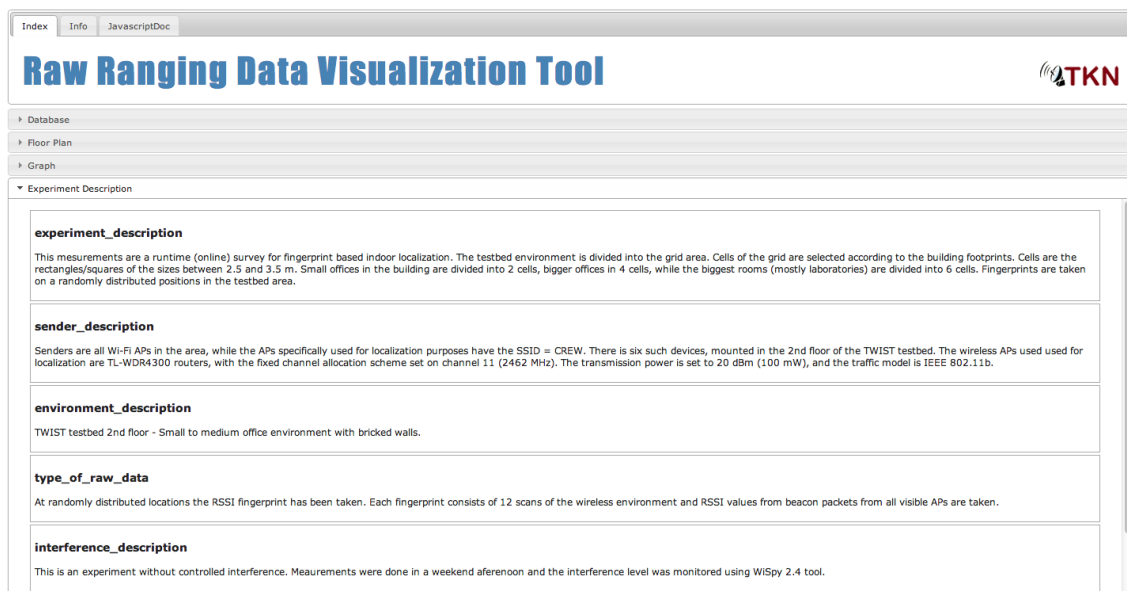 Index Info JavascriptDoc
Raw Ranging Data Visualization Tool
TKN
Database
Floor Plan
Graph
Experiment Description
experiment_description
This mesurements are a runtime (online) survey for fingerprint based indoor localization. The testbed environment is divided into the grid area. Cells of the grid are selected according to the building footprints. Cells are the
rectangles/squares of the sizes between 2.5 and 3.5 m. Small offices in the building are divided into 2 cells, bigger offices in 4 cells, while the biggest rooms (mostly laboratories) are divided into 6 cells. Fingerprints are taken
on a randomly distributed positions in the testbed area.
sender_description
Senders are all Wi-Fi APs in the area, while the APs specifically used for localization purposes have the SSID = CREW. There is six such devices, mounted in the 2nd floor of the TWIST testbed. The wireless APs used used for
localization are TL-WDR4300 routers, with the fixed channel allocation scheme set on channel 11 (2462 MHz). The transmission power is set to 20 dBm (100 mW), and the traffic model is IEEE 802.11b.
environment_description
TWIST testbed 2nd floor - Small to medium office environment with bricked walls.
type_of_raw_data
At randomly distributed locations the RSSI fingerprint has been taken. Each fingerprint consists of 12 scans of the wireless environment and RSSI values from beacon packets from all visible APs are taken.
interference_description
This is an experiment without controlled interference. Meaurements were done in a weekend aferenoon and the interference level was monitored using WiSpy 2.4 tool.